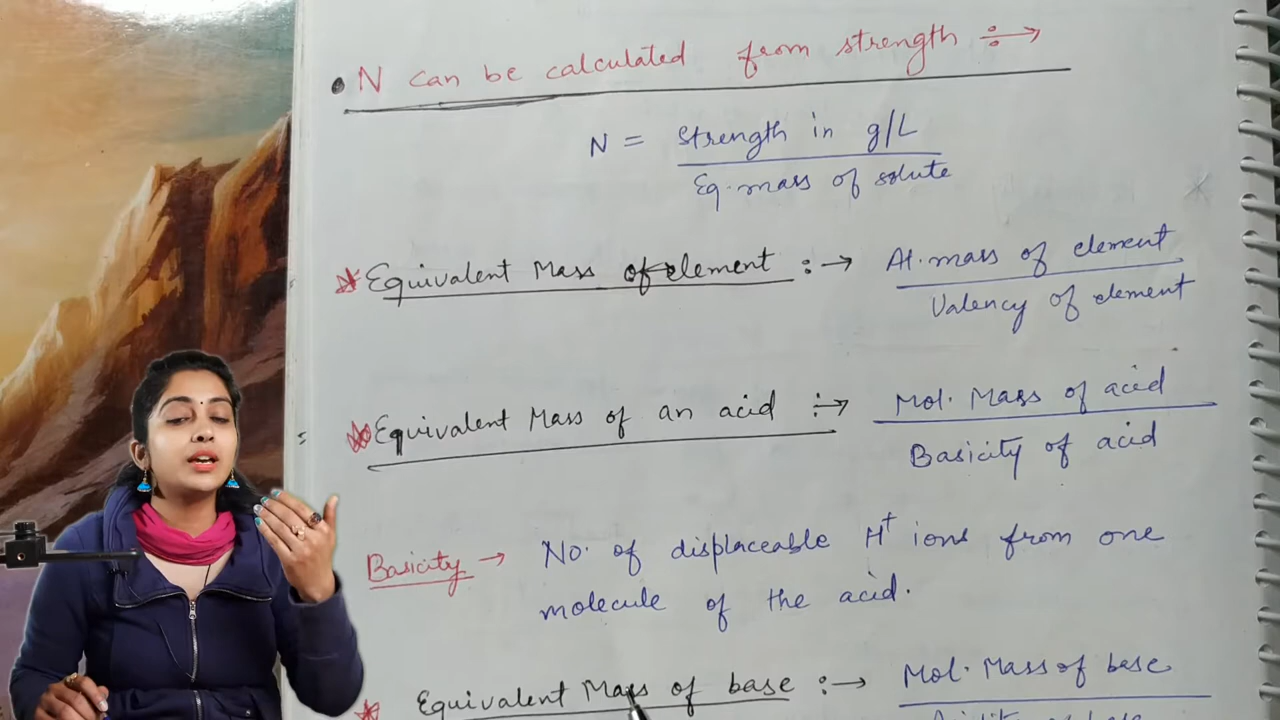 • N can be calculated from strength ÷→
N = Strength in g/L
Eq. mass of solute
Equivalent Mass of element :→ At. mass of element
Valency of element
Equivalent Mass of an acid ÷→ Mol. Mass of acid
Basicity of acid
Basicity → No. of displaceable H⁺ ions from one
molecule of the acid.
Equivalent Mass of base :→ Mol. Mass of base